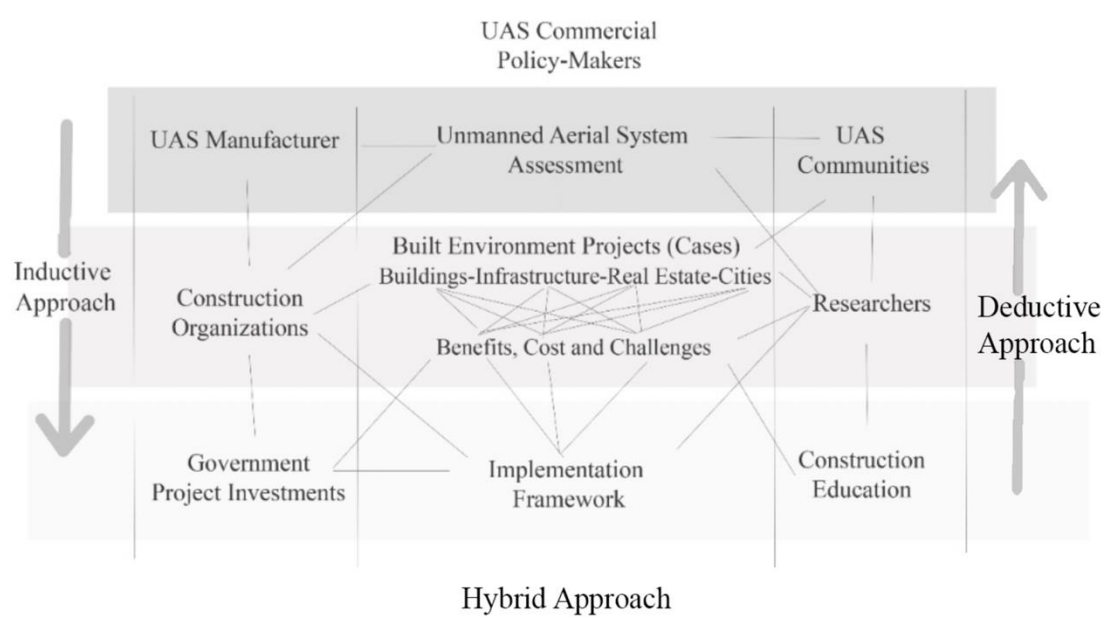 UAS Commercial
Policy-Makers
UAS Manufacturer
Unmanned Aerial System
Assessment
UAS
Communities
Inductive
Approach
Construction
Organizations
Built Environment Projects (Cases)
Buildings-Infrastructure-Real Estate-Cities
Benefits, Cost and Challenges
Researchers
Deductive
Approach
Government
Project Investments
Implementation
Framework
Construction
Education
Hybrid Approach